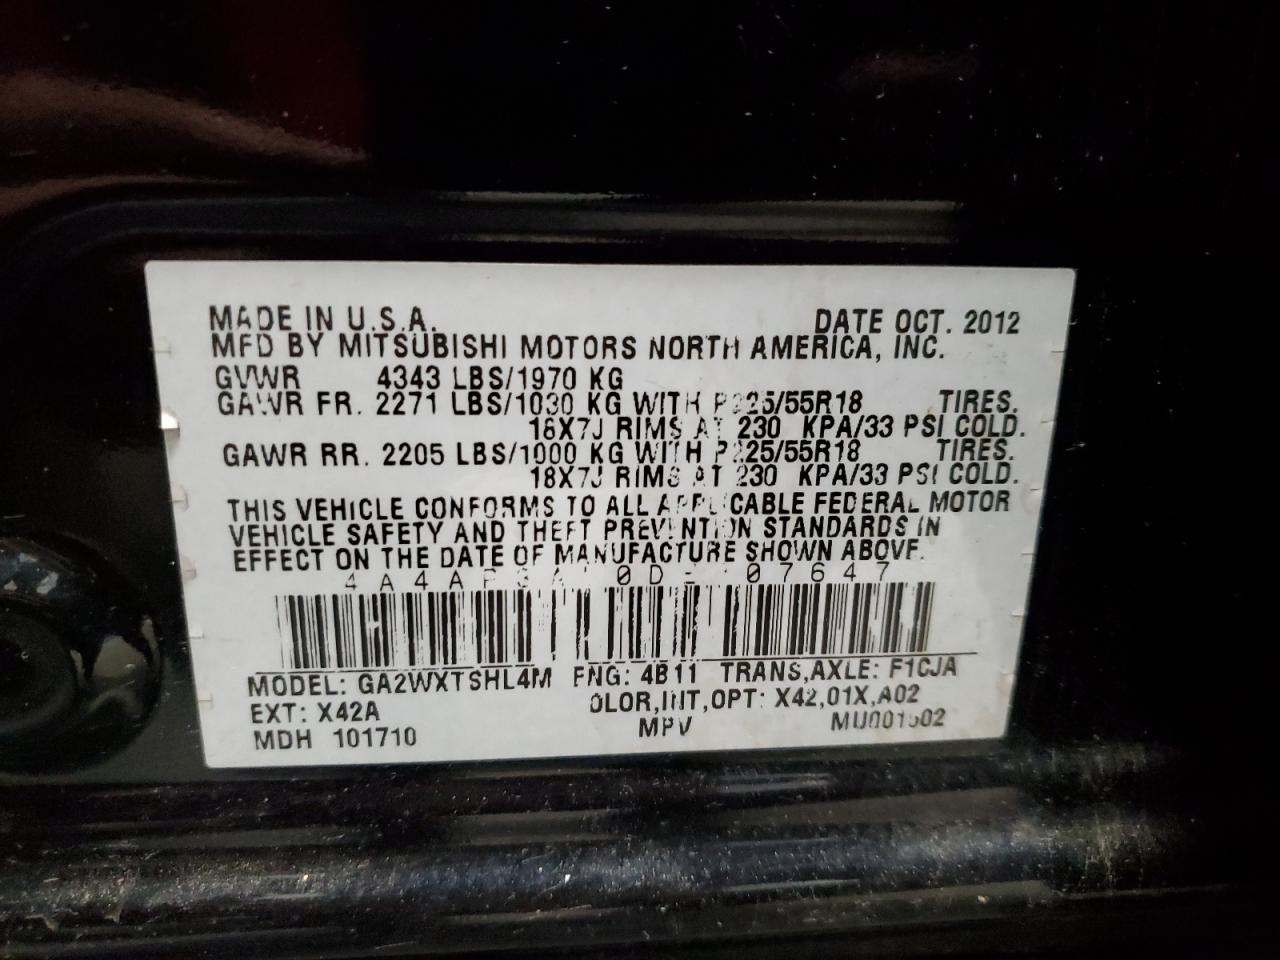 MADE IN U.S.A. DATE OCT. 2012
MFD BY MITSUBISHI MOTORS NORTH AMERICA, INC.
GVWR 4343 LBS/1970 KG
GAWR FR. 2271 LBS/1030 KG WITH P225/55R18 TIRES.
18X7J RIMS AT 230 KPA/33 PSI COLD.
GAWR RR. 2205 LBS/1000 KG WITH P225/55R18 TIRES.
18X7J RIMS AT 230 KPA/33 PSI COLD.
THIS VEHICLE CONFORMS TO ALL APPLICABLE FEDERAL MOTOR
VEHICLE SAFETY AND THEFT PREVENTION STANDARDS IN
EFFECT ON THE DATE OF MANUFACTURE SHOWN ABOVE.
MODEL: GA2WXTSHL4M ENG: 4B11 TRANS,AXLE: F1CJA
EXT: X42A OLOR,INT,OPT: X42,01X,A02
MDH 101710 MPV